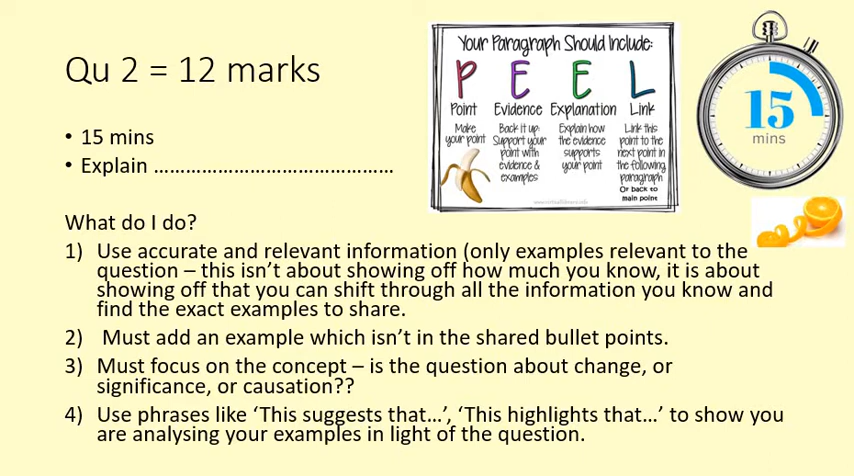 Qu 2 = 12 marks
• 15 mins
• Explain ……………………………………
Your Paragraph Should Include:
P E E L
Point Evidence Explanation Link
Make your point
Back it up: Support your point with evidence & examples
Explain how the evidence supports your point
Link this point to the next point in the following paragraph
Or back to main point
15
mins
What do I do?
1) Use accurate and relevant information (only examples relevant to the
question – this isn't about showing off how much you know, it is about
showing off that you can shift through all the information you know and
find the exact examples to share.
2) Must add an example which isn't in the shared bullet points.
3) Must focus on the concept – is the question about change, or
significance, or causation??
4) Use phrases like 'This suggests that…', 'This highlights that…' to show you
are analysing your examples in light of the question.